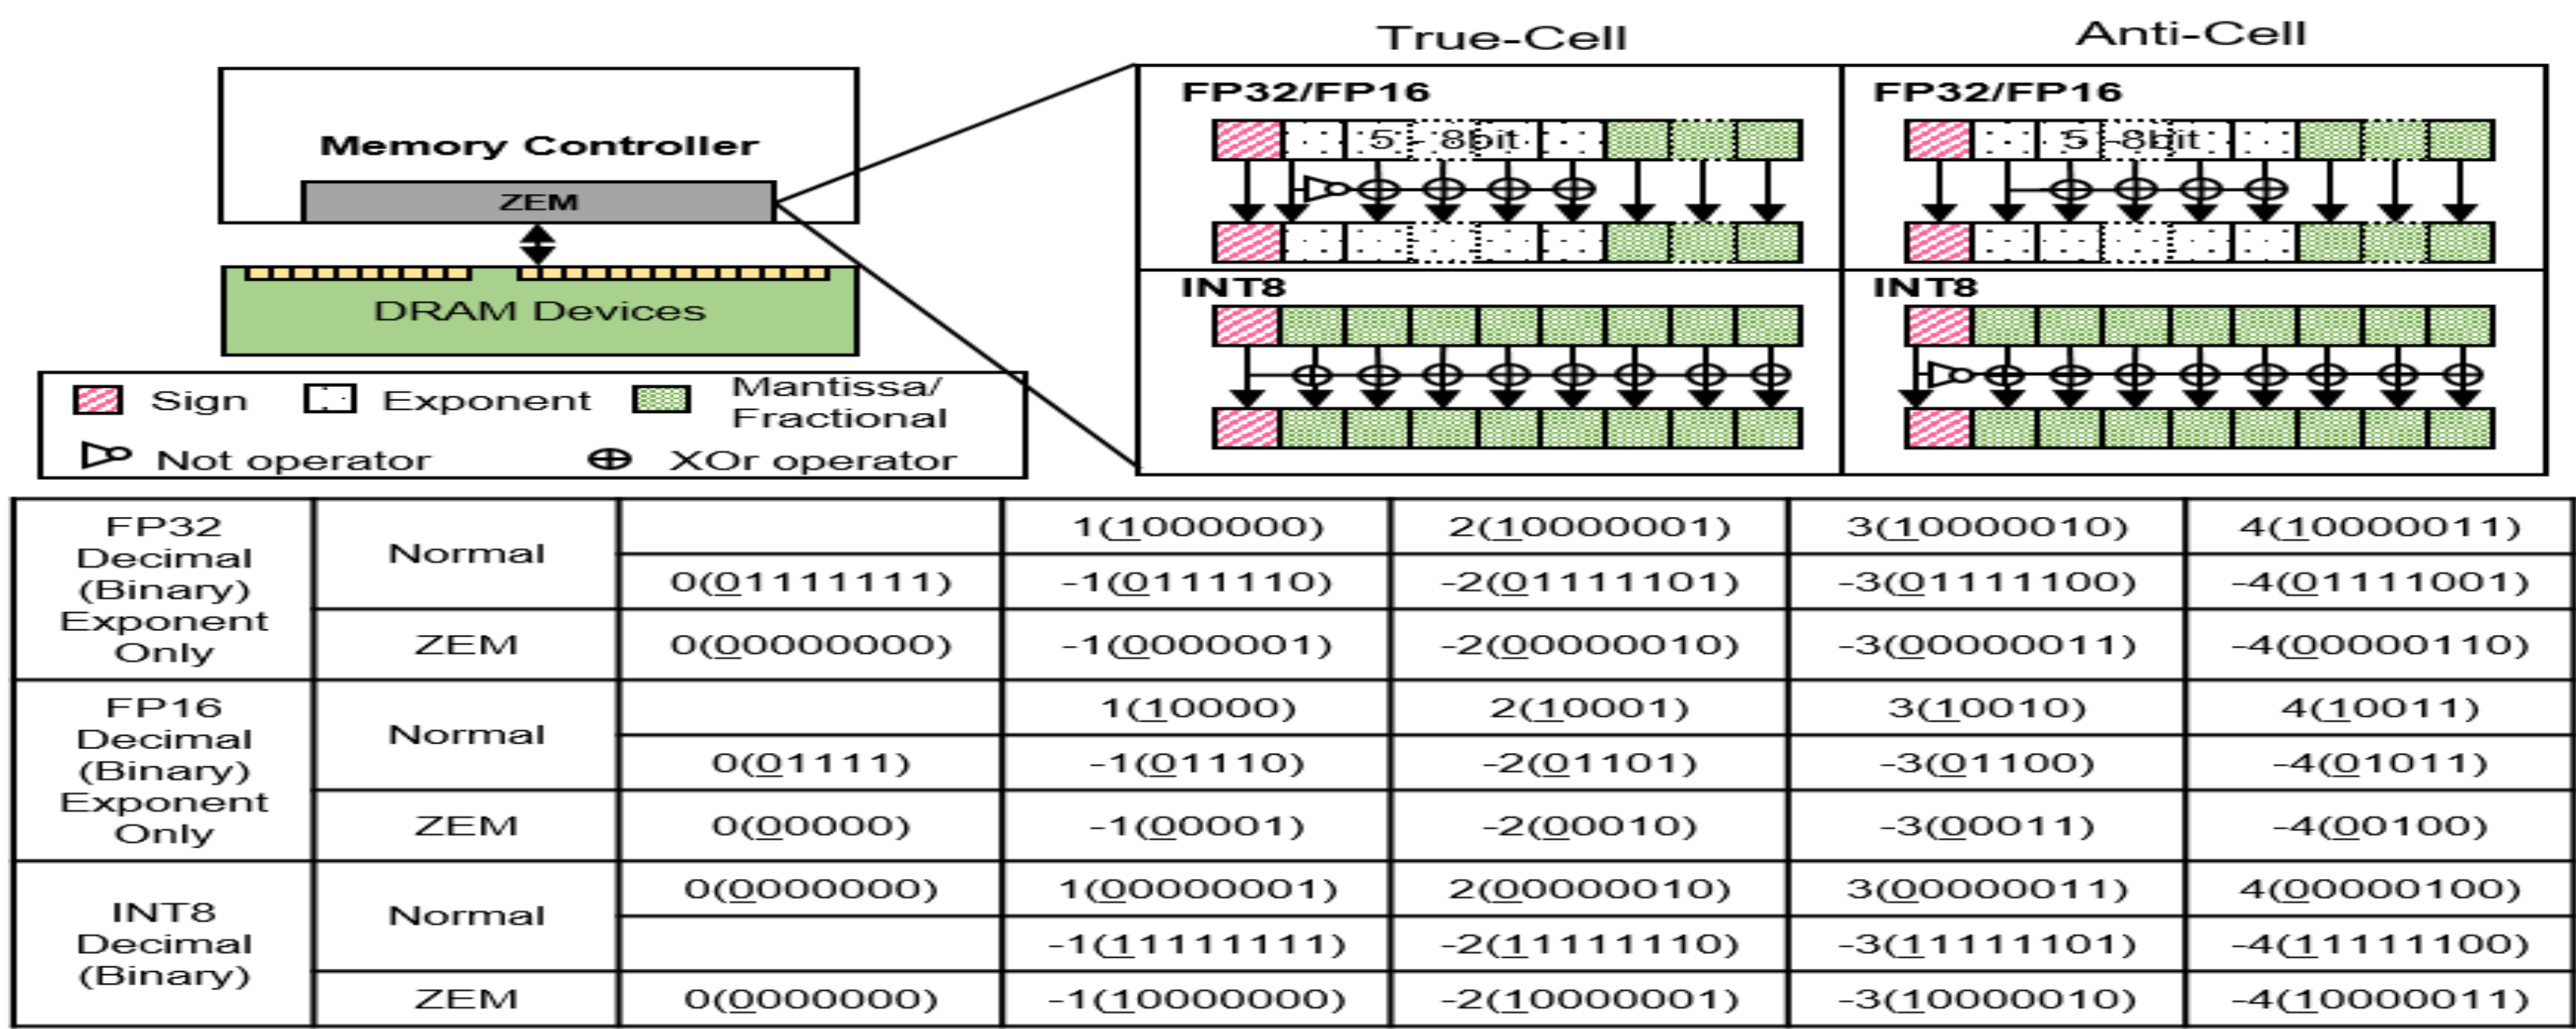 True-Cell
Anti-Cell
Memory Controller
ZEM
DRAM Devices
FP32/FP16
5 - 8bit
FP32/FP16
5 -8bit
INT8
INT8
Sign
Exponent
Mantissa/
Fractional
Not operator
XOr operator
FP32
Decimal
(Binary)
Exponent
Only
Normal
1(1000000)
2(10000001)
3(10000010)
4(10000011)
0(01111111)
-1(0111110)
-2(01111101)
-3(01111100)
-4(01111001)
ZEM
0(00000000)
-1(0000001)
-2(00000010)
-3(00000011)
-4(00000110)
FP16
Decimal
(Binary)
Exponent
Only
Normal
1(10000)
2(10001)
3(10010)
4(10011)
0(01111)
-1(01110)
-2(01101)
-3(01100)
-4(01011)
ZEM
0(00000)
-1(00001)
-2(00010)
-3(00011)
-4(00100)
INT8
Decimal
(Binary)
Normal
0(0000000)
1(00000001)
2(00000010)
3(00000011)
4(00000100)
-1(11111111)
-2(11111110)
-3(11111101)
-4(11111100)
ZEM
0(0000000)
-1(10000000)
-2(10000001)
-3(10000010)
-4(10000011)